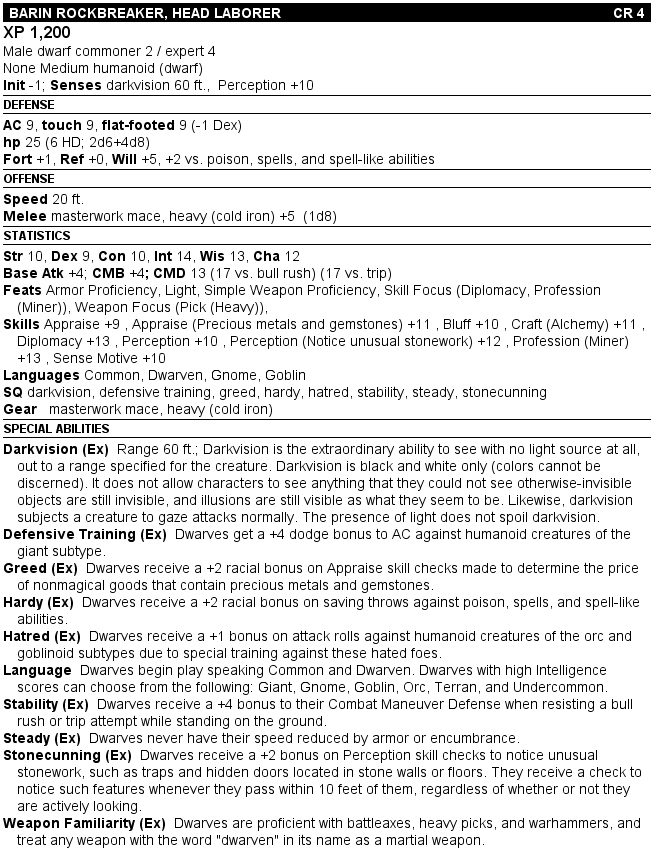 BARIN ROCKBREAKER, HEAD LABORER CR 4
XP 1,200
Male dwarf commoner 2 / expert 4
None Medium humanoid (dwarf)
Init -1; Senses darkvision 60 ft., Perception +10
DEFENSE
AC 9, touch 9, flat-footed 9 (-1 Dex)
hp 25 (6 HD; 2d6+4d8)
Fort +1, Ref +0, Will +5, +2 vs. poison, spells, and spell-like abilities
OFFENSE
Speed 20 ft.
Melee masterwork mace, heavy (cold iron) +5 (1d8)
STATISTICS
Str 10, Dex 9, Con 10, Int 14, Wis 13, Cha 12
Base Atk +4; CMB +4; CMD 13 (17 vs. bull rush) (17 vs. trip)
Feats Armor Proficiency, Light, Simple Weapon Proficiency, Skill Focus (Diplomacy, Profession
(Miner)), Weapon Focus (Pick (Heavy)),
Skills Appraise +9 , Appraise (Precious metals and gemstones) +11 , Bluff +10 , Craft (Alchemy) +11 ,
Diplomacy +13 , Perception +10 , Perception (Notice unusual stonework) +12 , Profession (Miner)
+13 , Sense Motive +10
Languages Common, Dwarven, Gnome, Goblin
SQ darkvision, defensive training, greed, hardy, hatred, stability, steady, stonecunning
Gear masterwork mace, heavy (cold iron)
SPECIAL ABILITIES
Darkvision (Ex) Range 60 ft.; Darkvision is the extraordinary ability to see with no light source at all,
out to a range specified for the creature. Darkvision is black and white only (colors cannot be
discerned). It does not allow characters to see anything that they could not see otherwise-invisible
objects are still invisible, and illusions are still visible as what they seem to be. Likewise, darkvision
subjects a creature to gaze attacks normally. The presence of light does not spoil darkvision.
Defensive Training (Ex) Dwarves get a +4 dodge bonus to AC against humanoid creatures of the
giant subtype.
Greed (Ex) Dwarves receive a +2 racial bonus on Appraise skill checks made to determine the price
of nonmagical goods that contain precious metals and gemstones.
Hardy (Ex) Dwarves receive a +2 racial bonus on saving throws against poison, spells, and spell-like
abilities.
Hatred (Ex) Dwarves receive a +1 bonus on attack rolls against humanoid creatures of the orc and
goblinoid subtypes due to special training against these hated foes.
Language Dwarves begin play speaking Common and Dwarven. Dwarves with high Intelligence
scores can choose from the following: Giant, Gnome, Goblin, Orc, Terran, and Undercommon.
Stability (Ex) Dwarves receive a +4 bonus to their Combat Maneuver Defense when resisting a bull
rush or trip attempt while standing on the ground.
Steady (Ex) Dwarves never have their speed reduced by armor or encumbrance.
Stonecunning (Ex) Dwarves receive a +2 bonus on Perception skill checks to notice unusual
stonework, such as traps and hidden doors located in stone walls or floors. They receive a check to
notice such features whenever they pass within 10 feet of them, regardless of whether or not they
are actively looking.
Weapon Familiarity (Ex) Dwarves are proficient with battleaxes, heavy picks, and warhammers, and
treat any weapon with the word "dwarven" in its name as a martial weapon.